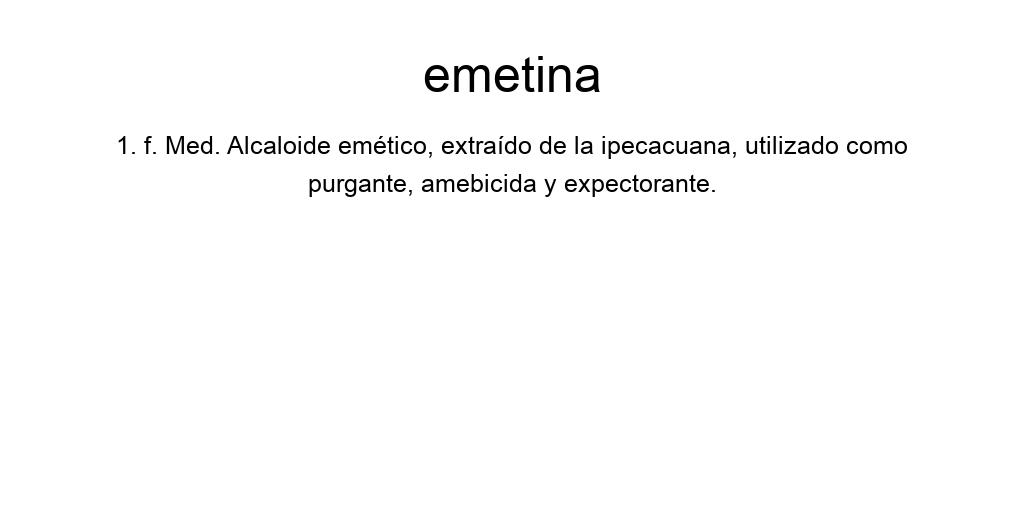 emetina
1. f. Med. Alcaloide emético, extraído de la ipecacuana, utilizado como
purgante, amebicida y expectorante.